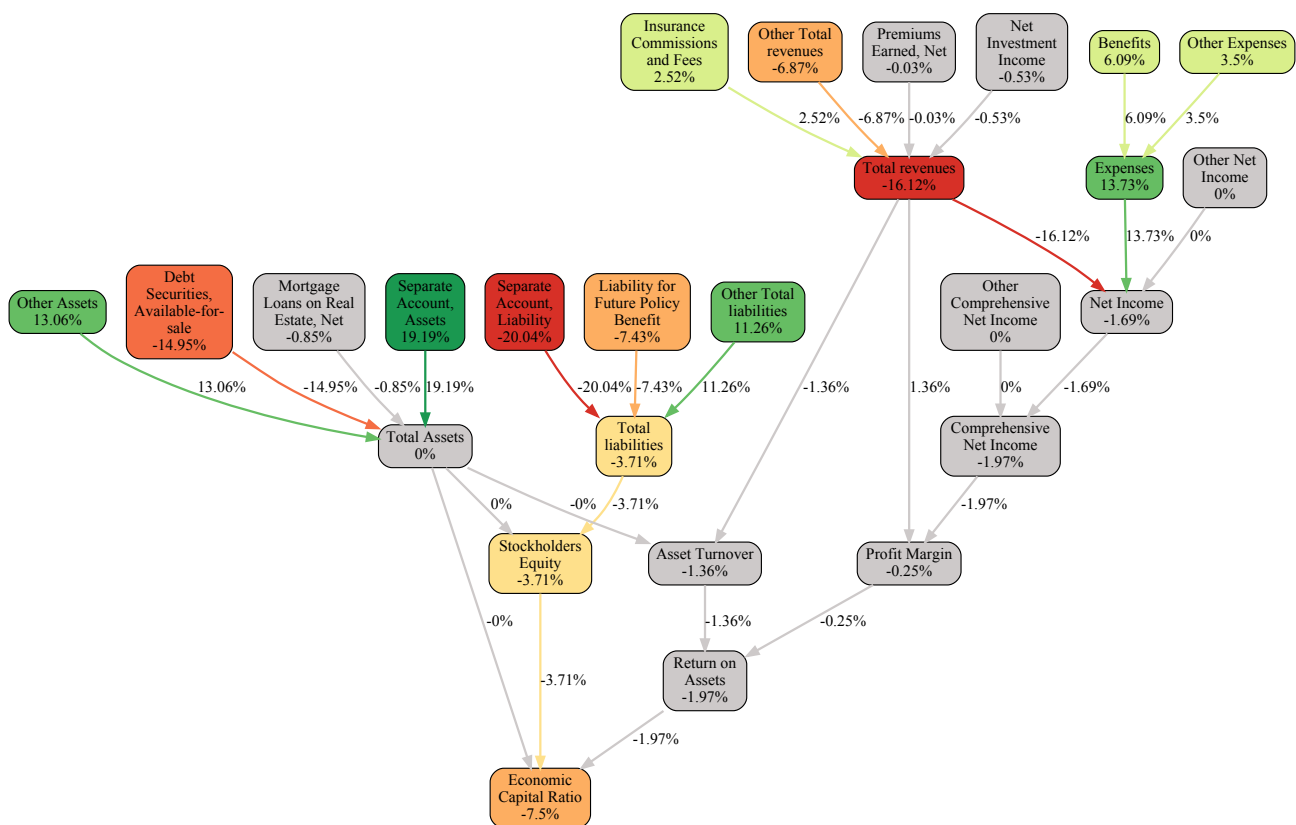 Insurance
Commissions
and Fees
2.52%
Other Total
revenues
-6.87%
Premiums
Earned, Net
-0.03%
Net
Investment
Income
-0.53%
Benefits
6.09%
Other Expenses
3.5%
2.52%
-6.87%
-0.03%
-0.53%
6.09%
3.5%
Total revenues
-16.12%
Expenses
13.73%
Other Net
Income
0%
-16.12%
13.73%
0%
Other Assets
13.06%
Debt
Securities,
Available-for-
sale
-14.95%
Mortgage
Loans on Real
Estate, Net
-0.85%
Separate
Account,
Assets
19.19%
Separate
Account,
Liability
-20.04%
Liability for
Future Policy
Benefit
-7.43%
Other Total
liabilities
11.26%
Other
Comprehensive
Net Income
0%
Net Income
-1.69%
13.06%
-14.95%
-0.85%
19.19%
-20.04%
-7.43%
11.26%
-1.36%
1.36%
0%
-1.69%
Total Assets
0%
Total
liabilities
-3.71%
Comprehensive
Net Income
-1.97%
0%
-0%
-3.71%
-1.97%
Stockholders
Equity
-3.71%
Asset Turnover
-1.36%
Profit Margin
-0.25%
-0%
-1.36%
-0.25%
Return on
Assets
-1.97%
-3.71%
-1.97%
Economic
Capital Ratio
-7.5%